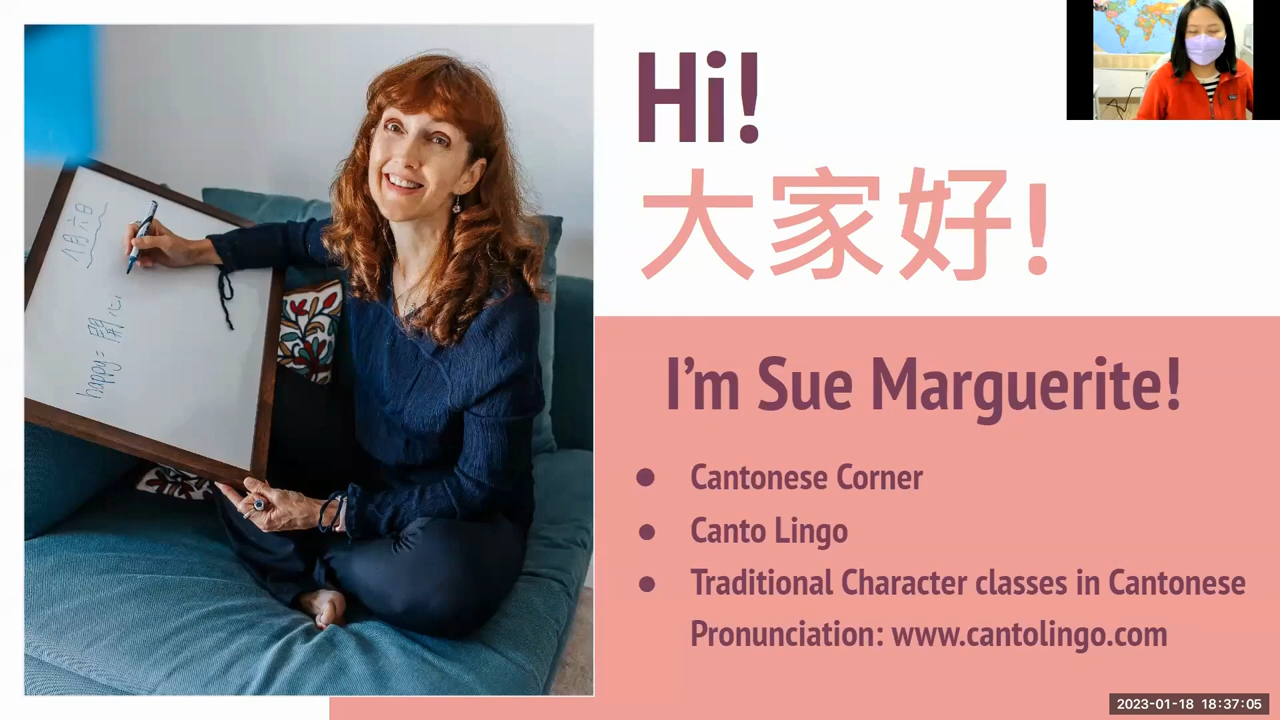 Hi!
大家好!
I'm Sue Marguerite!
● Cantonese Corner
● Canto Lingo
● Traditional Character classes in Cantonese
Pronunciation: www.cantolingo.com
happy = 開心
2023-01-18 18:37:05